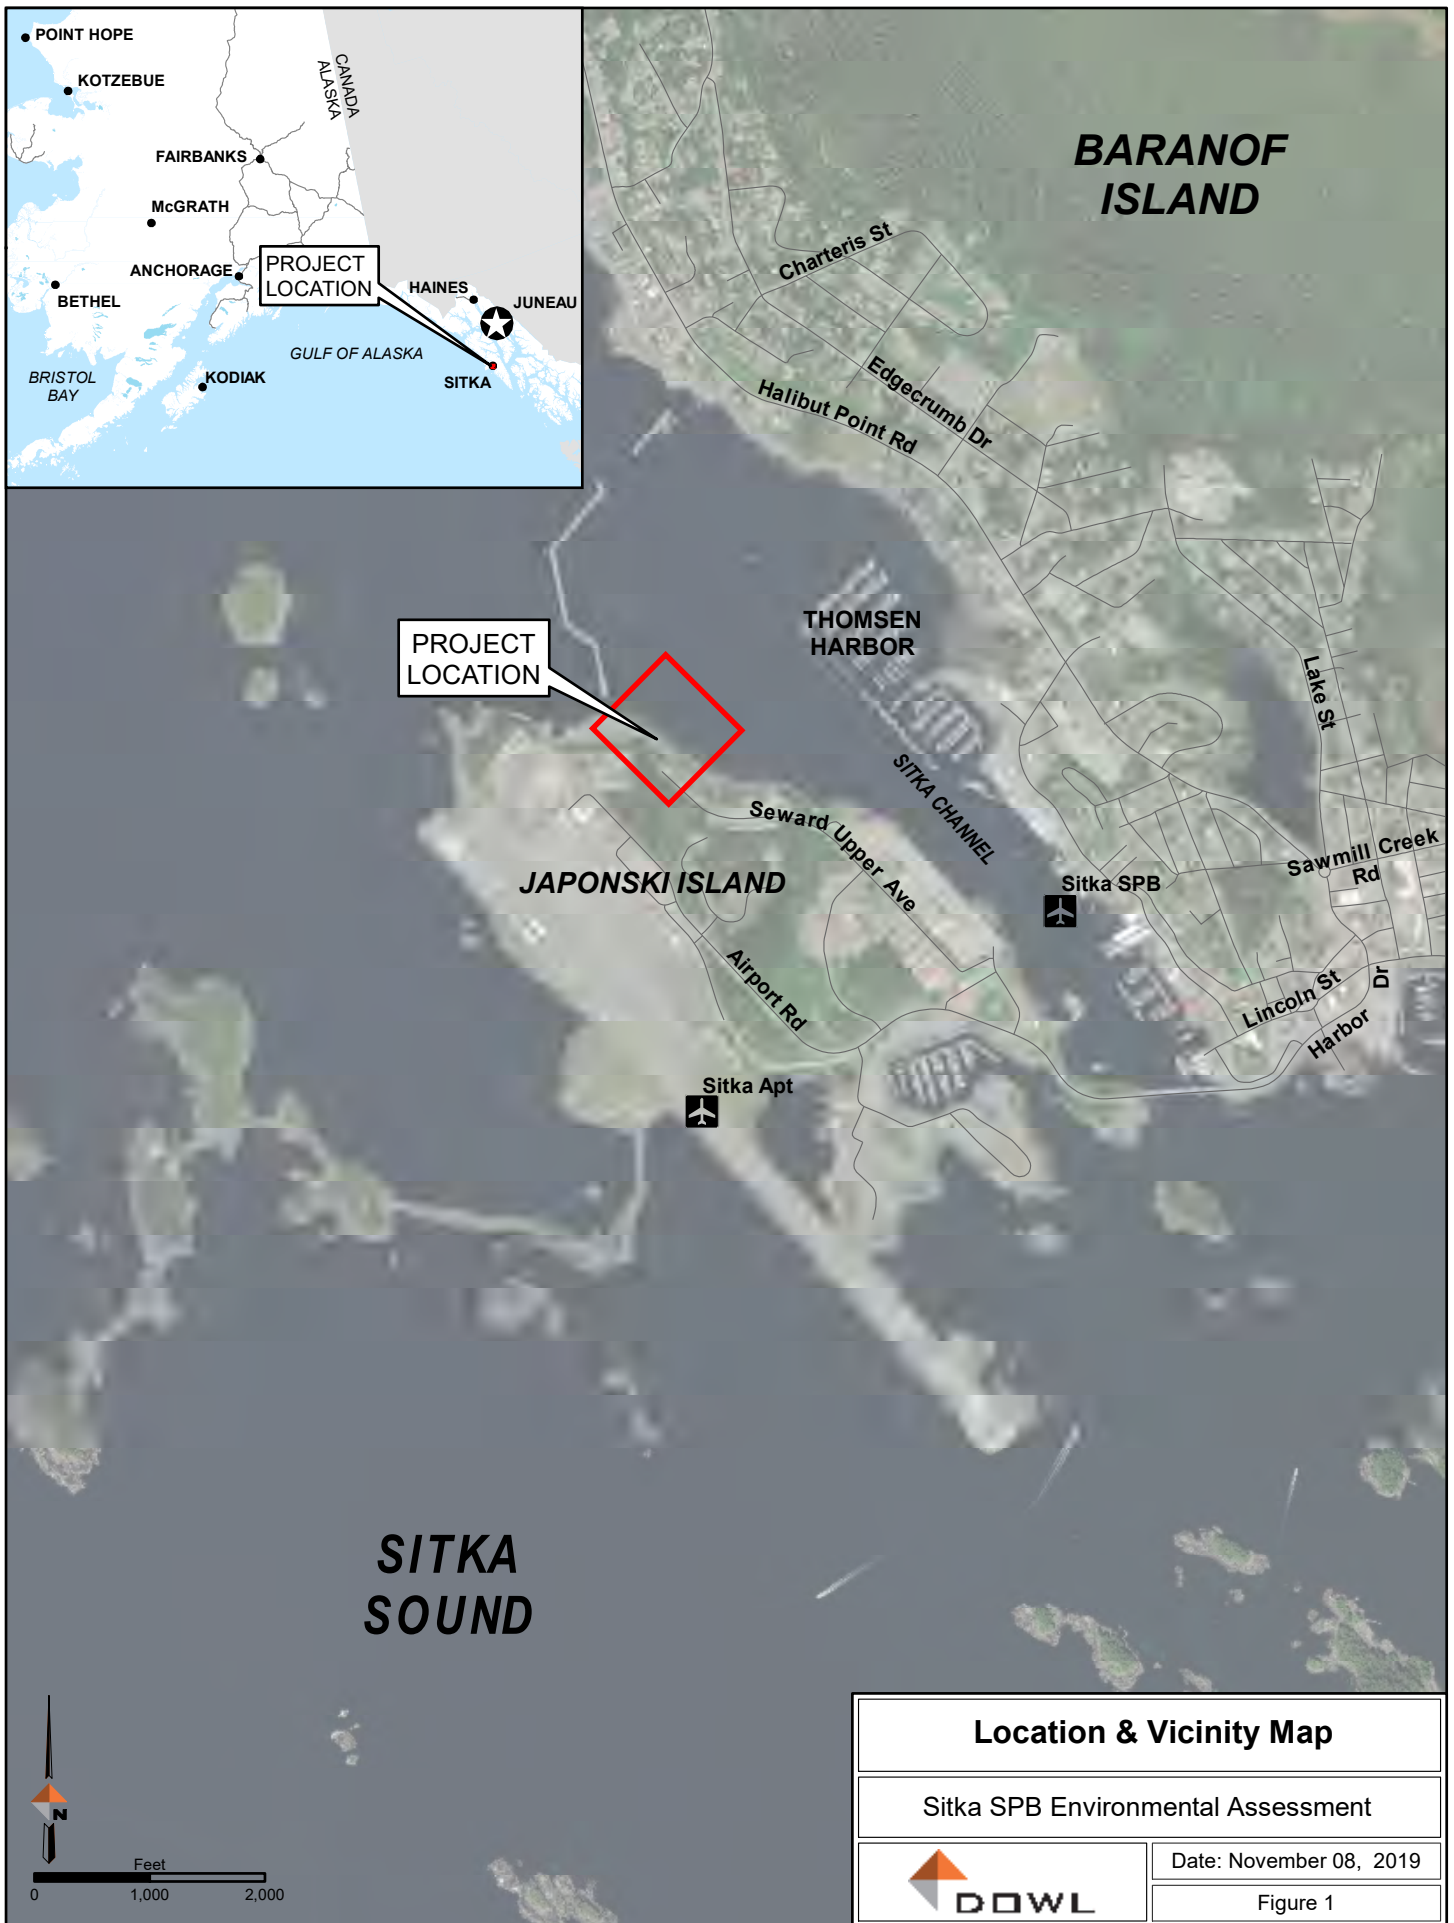 POINT HOPE
KOTZEBUE
CANADA
ALASKA
FAIRBANKS
McGRATH
ANCHORAGE
PROJECT
LOCATION
BETHEL
HAINES
JUNEAU
GULF OF ALASKA
BRISTOL
BAY
KODIAK
SITKA
BARANOF
ISLAND
Charteris St
Edgecrumb Dr
Halibut Point Rd
THOMSEN
HARBOR
PROJECT
LOCATION
Lake St
SITKA CHANNEL
Seward Upper Ave
Sawmill Creek
Rd
JAPONSKI ISLAND
Sitka SPB
Airport Rd
Lincoln St
Harbor
Dr
Sitka Apt
SITKA
SOUND
N
Feet
0 1,000 2,000
Location & Vicinity Map
Sitka SPB Environmental Assessment
DOWL
Date: November 08, 2019
Figure 1